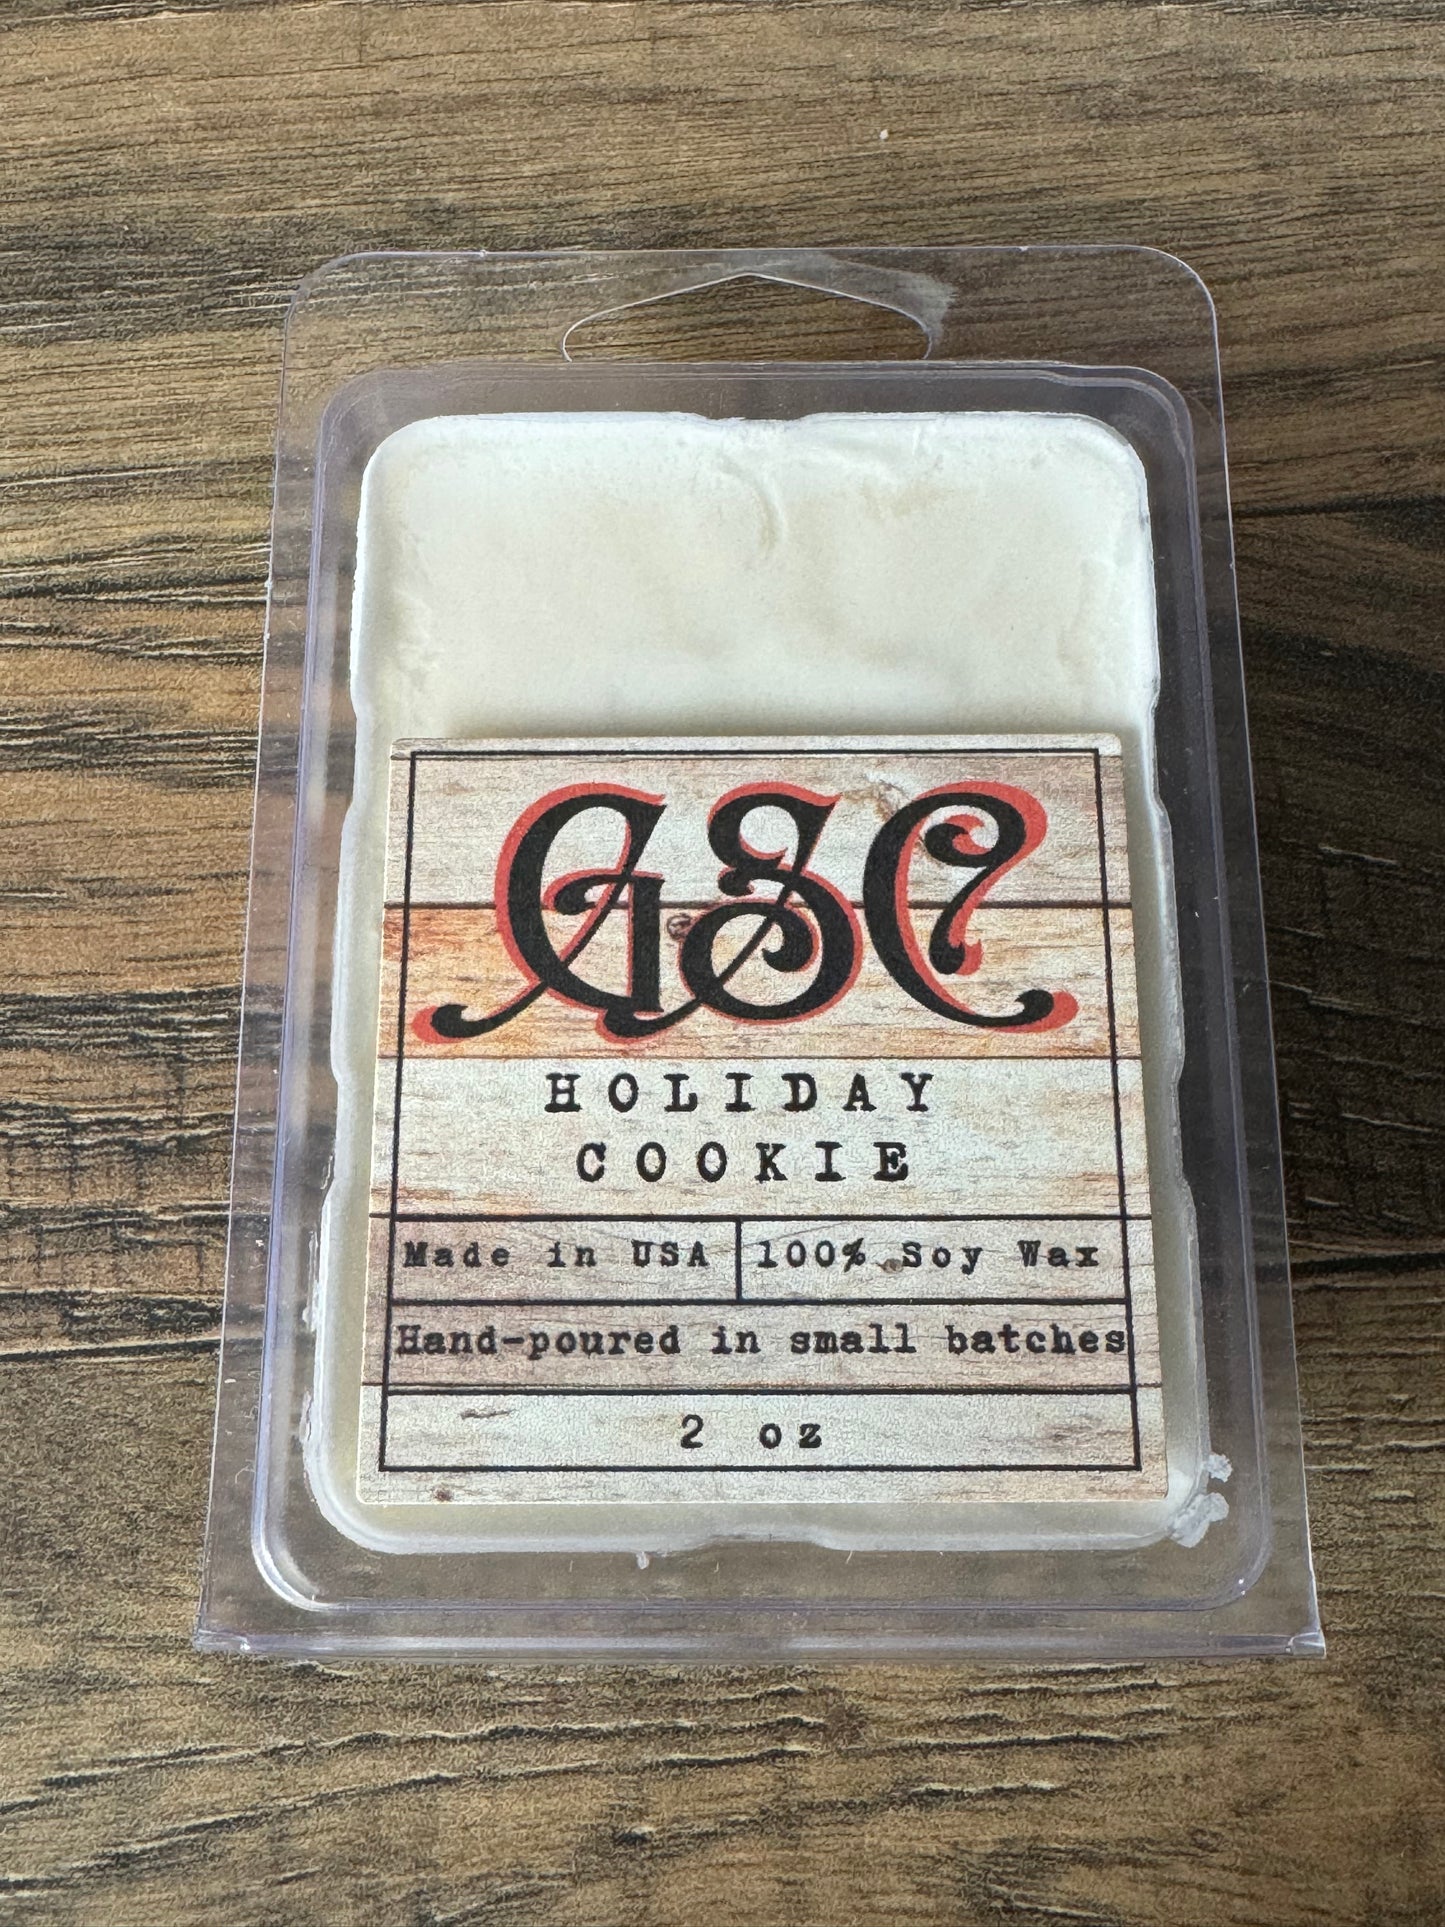 GSC
HOLIDAY
COOKIE
Made in USA 100% Soy Wax
Hand-poured in small batches
2 oz